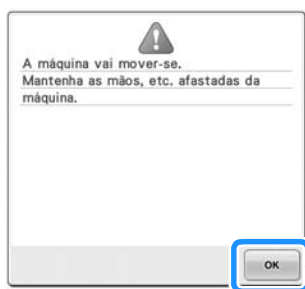 A máquina vai mover-se.
Mantenha as mãos, etc. afastadas da
máquina.
OK